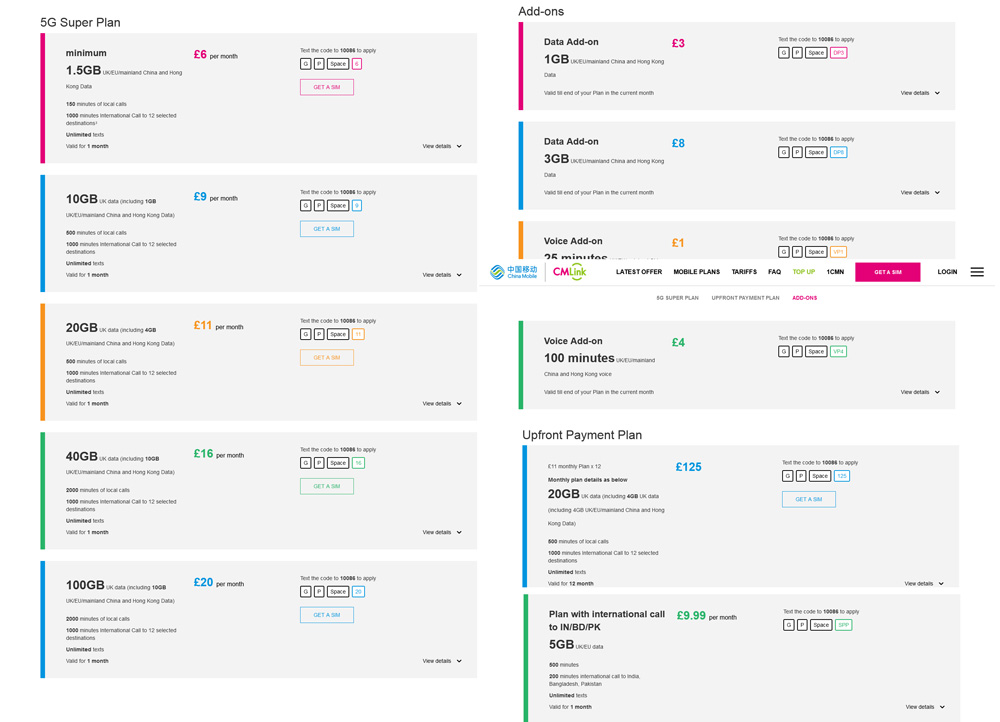 5G Super Plan
minimum
1.5GB UK/EU/mainland China and Hong
Kong Data
150 minutes of local calls
1000 minutes International Call to 12 selected
destinations¹
Unlimited texts
Valid for 1 month
£6 per month
Text the code to 10086 to apply
G P Space 6
GET A SIM
View details
10GB UK data (including 1GB
UK/EU/mainland China and Hong Kong Data)
500 minutes of local calls
1000 minutes International Call to 12 selected
destinations
Unlimited texts
Valid for 1 month
£9 per month
Text the code to 10086 to apply
G P Space 9
GET A SIM
View details
20GB UK data (including 4GB
UK/EU/mainland China and Hong Kong Data)
500 minutes of local calls
1000 minutes International Call to 12 selected
destinations
Unlimited texts
Valid for 1 month
£11 per month
Text the code to 10086 to apply
G P Space 11
GET A SIM
View details
40GB UK data (including 10GB
UK/EU/mainland China and Hong Kong Data)
2000 minutes of local calls
1000 minutes International Call to 12 selected
destinations
Unlimited texts
Valid for 1 month
£16 per month
Text the code to 10086 to apply
G P Space 16
GET A SIM
View details
100GB UK data (including 10GB
UK/EU/mainland China and Hong Kong Data)
2000 minutes of local calls
1000 minutes International Call to 12 selected
destinations
Unlimited texts
Valid for 1 month
£20 per month
Text the code to 10086 to apply
G P Space 20
GET A SIM
View details
Add-ons
Data Add-on
1GB UK/EU/mainland China and Hong Kong
Data
Valid till end of your Plan in the current month
£3
Text the code to 10086 to apply
G P Space DP3
View details
Data Add-on
3GB UK/EU/mainland China and Hong Kong
Data
Valid till end of your Plan in the current month
£8
Text the code to 10086 to apply
G P Space DP8
View details
Voice Add-on
25 minutes
£1
Text the code to 10086 to apply
G P Space VP1
中国移动
China Mobile
CMLink
LATEST OFFER MOBILE PLANS TARIFFS FAQ TOP UP 1CMN GET A SIM LOGIN
5G SUPER PLAN UPFRONT PAYMENT PLAN ADD-ONS
Voice Add-on
100 minutes UK/EU/mainland
China and Hong Kong voice
Valid till end of your Plan in the current month
£4
Text the code to 10086 to apply
G P Space VP4
View details
Upfront Payment Plan
£11 monthly Plan x 12
Monthly plan details as below
20GB UK data (including 4GB UK data
(including 4GB UK/EU/mainland China and Hong
Kong Data)
500 minutes of local calls
1000 minutes International Call to 12 selected
destinations
Unlimited texts
Valid for 12 month
£125
Text the code to 10086 to apply
G P Space 125
GET A SIM
View details
Plan with international call
to IN/BD/PK
5GB UK/EU data
500 minutes
200 minutes international call to India,
Bangladesh, Pakistan
Unlimited texts
Valid for 1 month
£9.99 per month
Text the code to 10086 to apply
G P Space SPP
View details